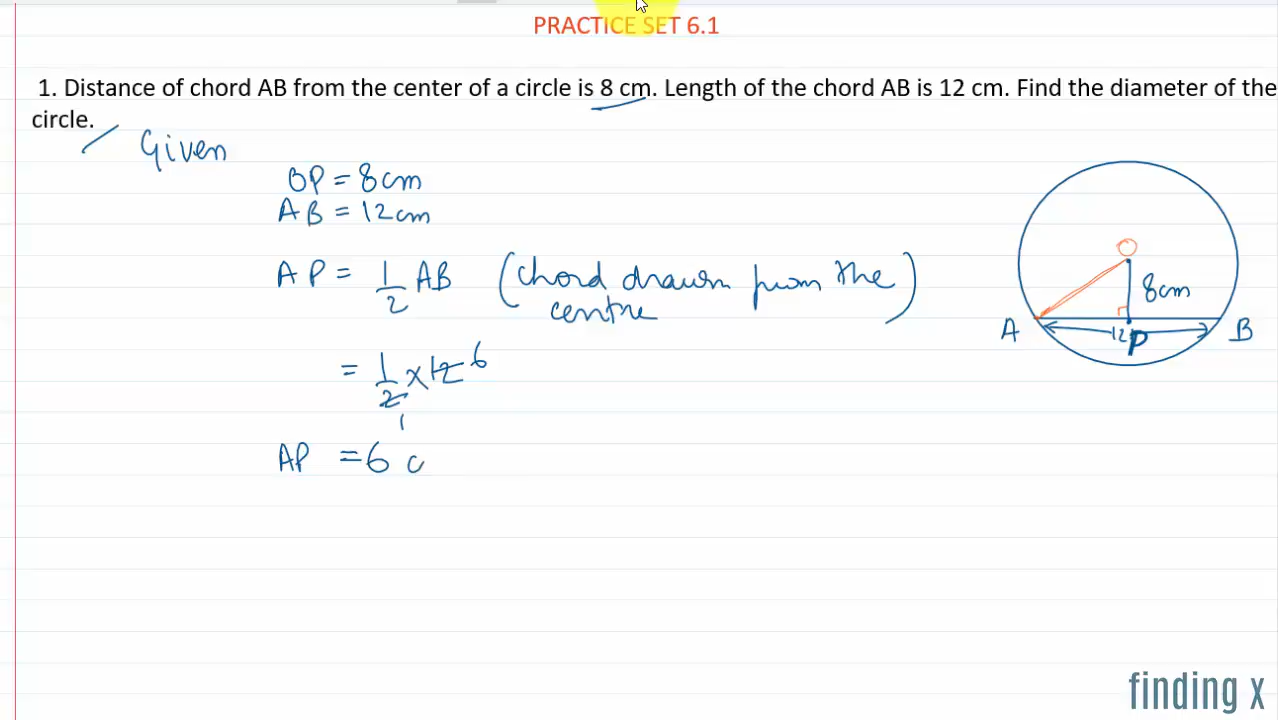 PRACTICE SET 6.1
1. Distance of chord AB from the center of a circle is 8 cm. Length of the chord AB is 12 cm. Find the diameter of the
circle.
Given
OP = 8cm
AB = 12cm
AP = 1/2 AB (chord drawn from the
centre)
= 1/2 x 12 6
1
AP = 6 c
O
8cm
A
12
P
B
finding x